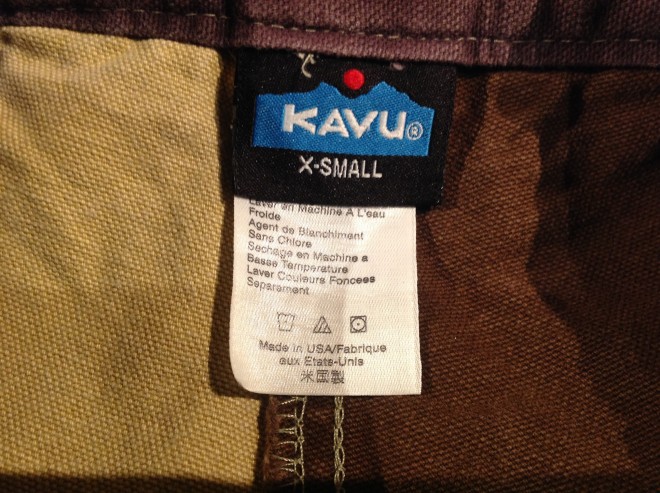 KAVU®
X-SMALL
Laver en Machine A L'eau
Froide
Agent de Blanchiment
Sans Chlore
Sechage en Machine a
Basse Temperature
Laver Couleurs Foncees
Separement
Made in USA/Fabrique
aux Etats-Unis
米国製